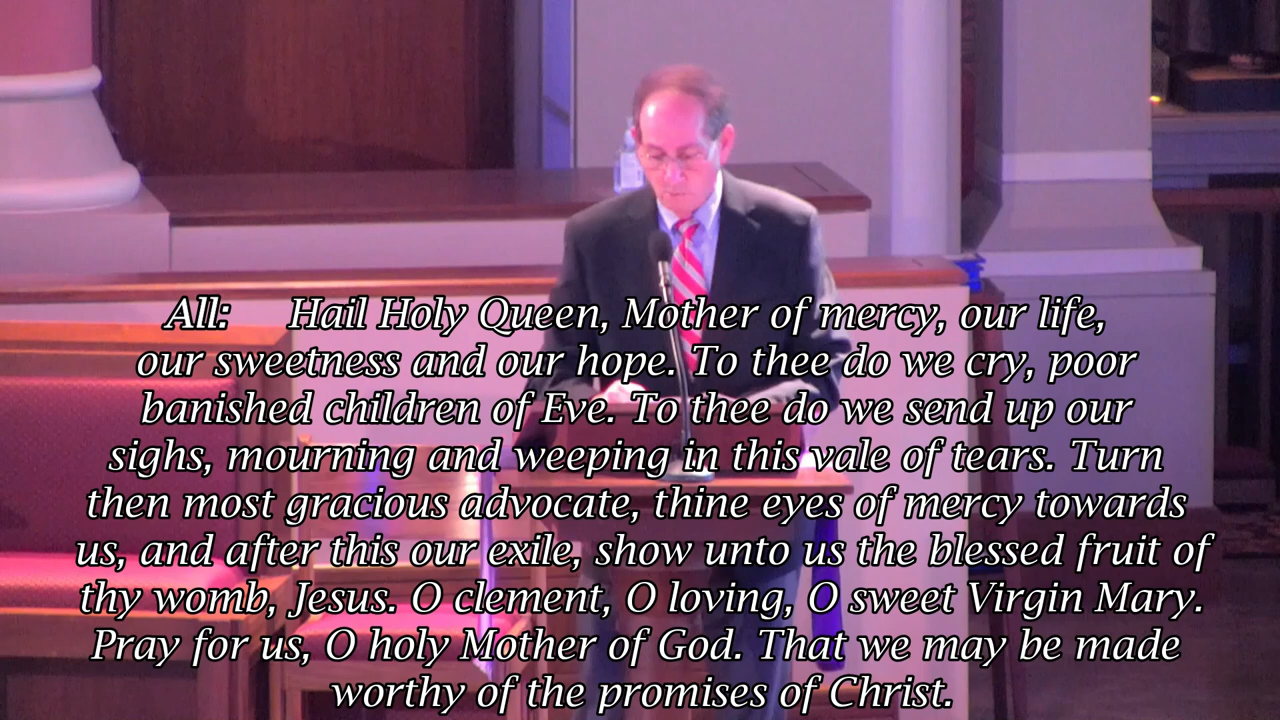 All: Hail Holy Queen, Mother of mercy, our life,
our sweetness and our hope. To thee do we cry, poor
banished children of Eve. To thee do we send up our
sighs, mourning and weeping in this vale of tears. Turn
then most gracious advocate, thine eyes of mercy towards
us, and after this our exile, show unto us the blessed fruit of
thy womb, Jesus. O clement, O loving, O sweet Virgin Mary.
Pray for us, O holy Mother of God. That we may be made
worthy of the promises of Christ.